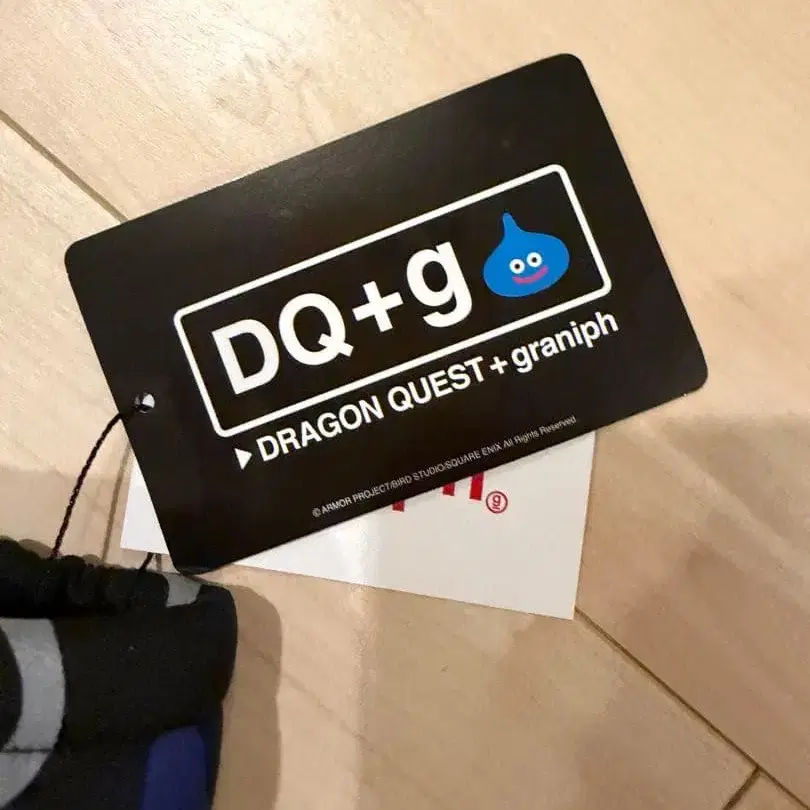 DQ+g
▶DRAGON QUEST+graniph
© ARMOR PROJECT/BIRD STUDIO/SQUARE ENIX All Rights Reserved.